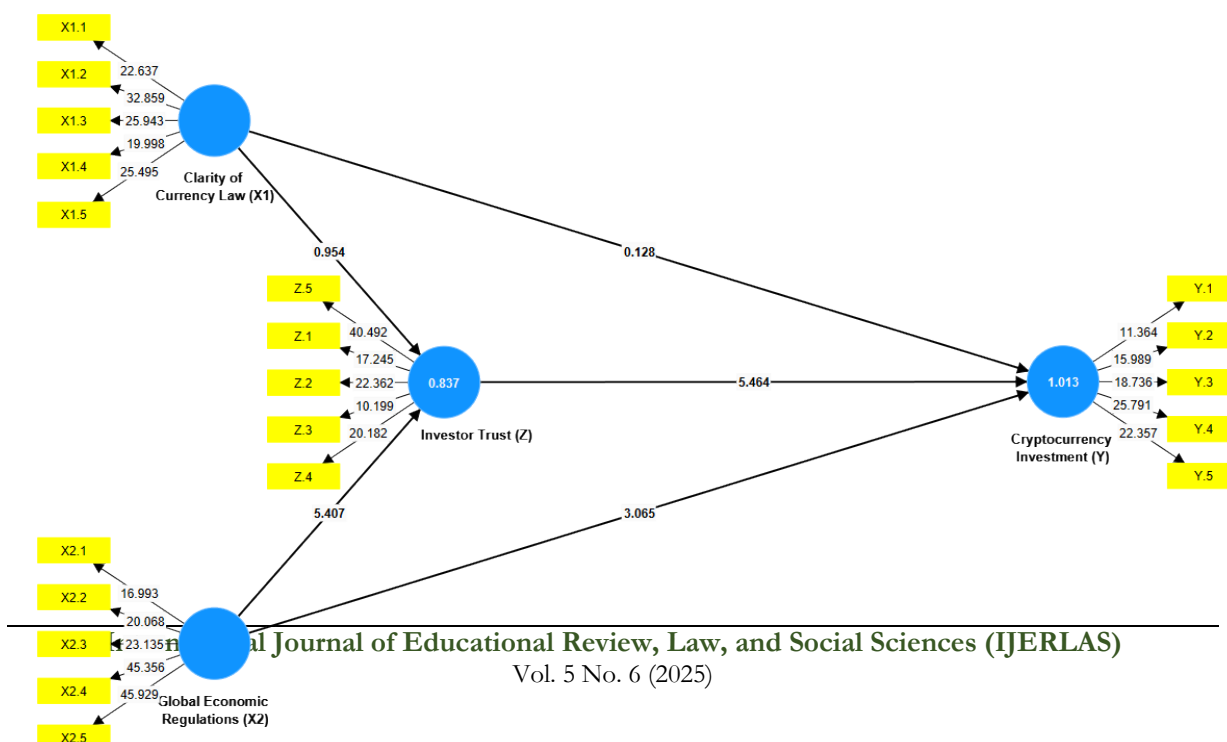 X1.1
22.637
X1.2
32.859
X1.3
25.943
X1.4
19.998
X1.5
25.495
Clarity of
Currency Law (X1)
0.954
0.128
Z.5
40.492
Z.1
17.245
Z.2
22.362
Z.3
10.199
Z.4
20.182
0.837
Investor Trust (Z)
5.464
1.013
Cryptocurrency
Investment (Y)
Y.1
11.364
Y.2
15.989
Y.3
18.736
Y.4
25.791
Y.5
22.357
5.407
3.065
X2.1
16.993
X2.2
20.068
X2.3
23.135
X2.4
45.356
X2.5
45.929
Global Economic
Regulations (X2)
Journal of Educational Review, Law, and Social Sciences (IJERLAS)
Vol. 5 No. 6 (2025)